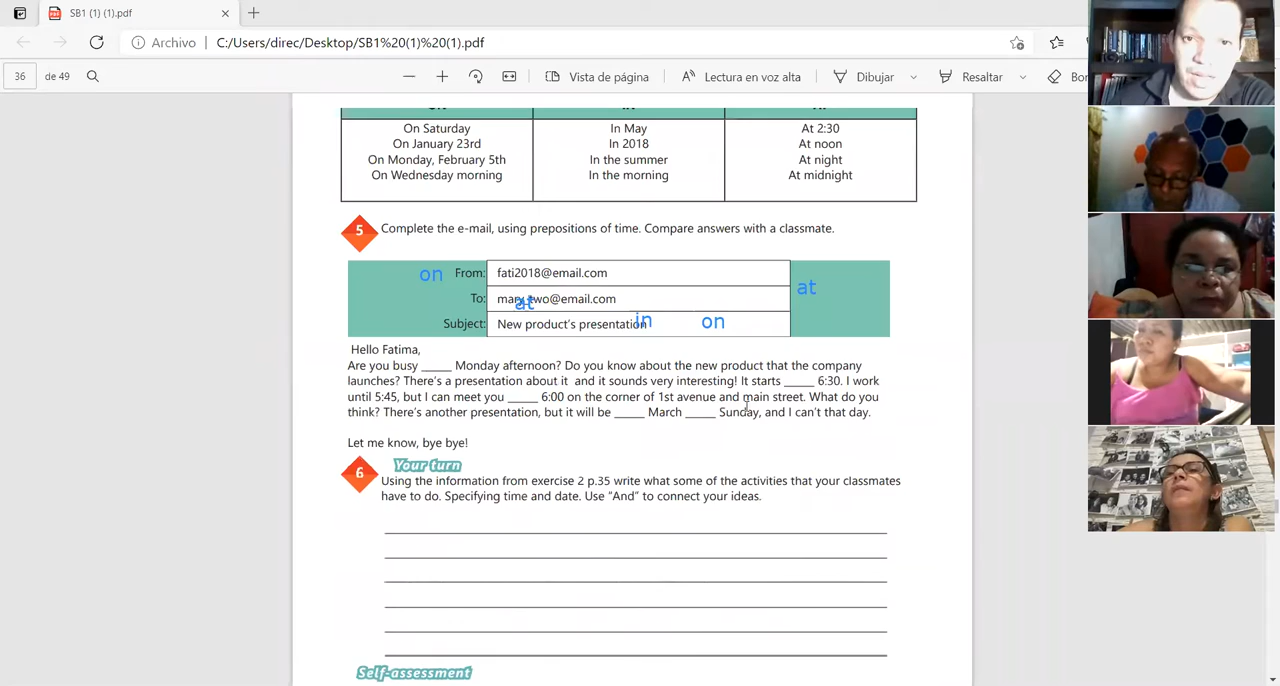 SB1 (1) (1).pdf
Archivo C:/Users/direc/Desktop/SB1%20(1)%20(1).pdf
36 de 49 Vista de página Lectura en voz alta Dibujar Resaltar
On Saturday In May At 2:30
On January 23rd In 2018 At noon
On Monday, February 5th In the summer At night
On Wednesday morning In the morning At midnight
5 Complete the e-mail, using prepositions of time. Compare answers with a classmate.
on From: fati2018@email.com at
To: at two@email.com
Subject: New product's presentation in on
Hello Fatima,
Are you busy _____ Monday afternoon? Do you know about the new product that the company
launches? There's a presentation about it and it sounds very interesting! It starts _____ 6:30. I work
until 5:45, but I can meet you _____ 6:00 on the corner of 1st avenue and main street. What do you
think? There's another presentation, but it will be _____ March _____ Sunday, and I can't that day.
Let me know, bye bye!
6 Your turn
Using the information from exercise 2 p.35 write what some of the activities that your classmates
have to do. Specifying time and date. Use "And" to connect your ideas.
Self-assessment